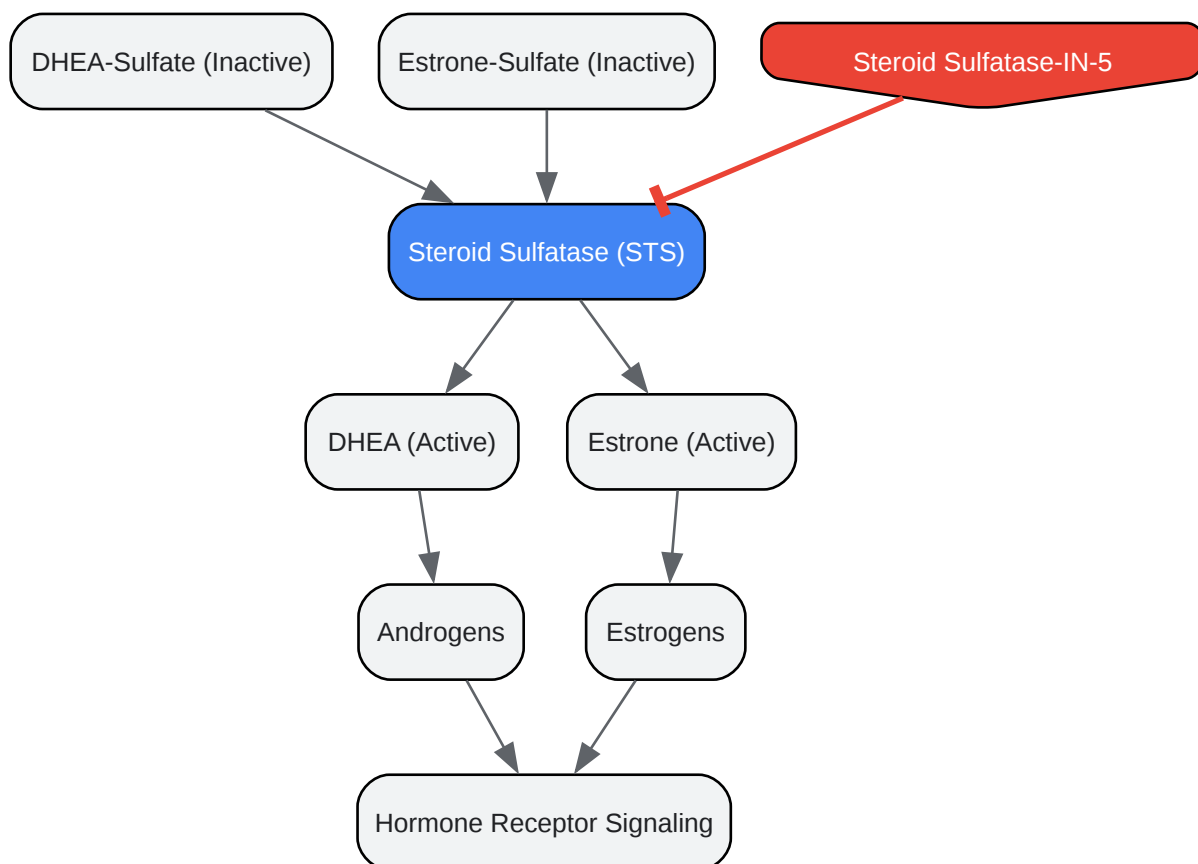 DHEA-Sulfate (Inactive)
Estrone-Sulfate (Inactive)
Steroid Sulfatase-IN-5
Steroid Sulfatase (STS)
DHEA (Active)
Estrone (Active)
Androgens
Estrogens
Hormone Receptor Signaling